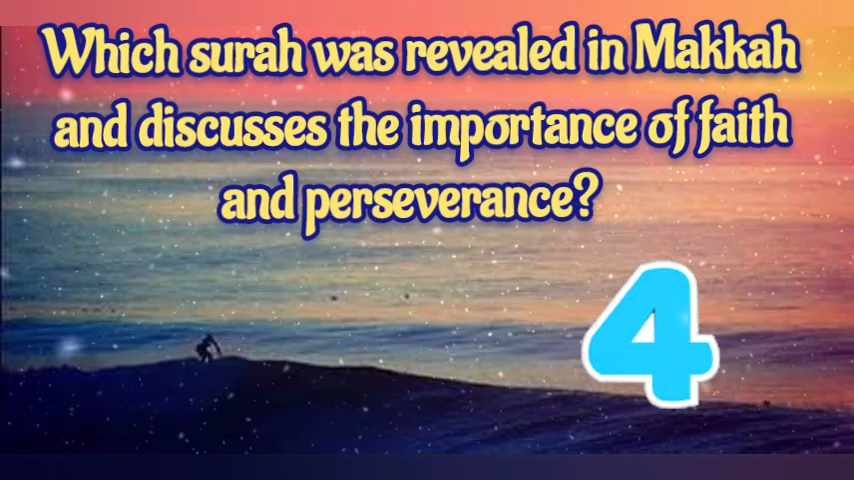 Which surah was revealed in Makkah
and discusses the importance of faith
and perseverance?
4